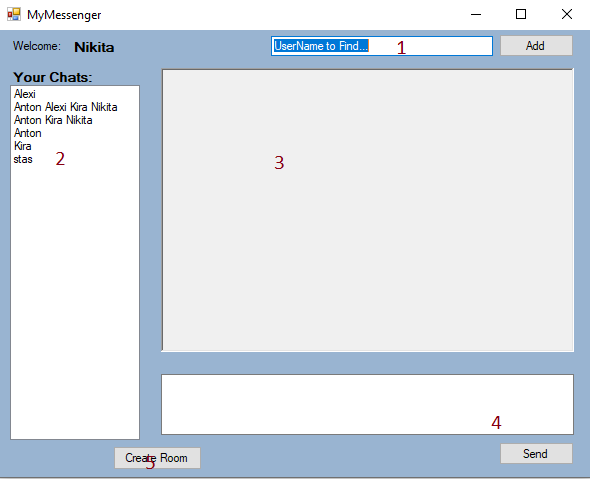 MyMessenger
Welcome: Nikita
UserName to Find... 1
Add
Your Chats:
Alexi
Anton Alexi Kira Nikita
Anton Kira Nikita
Anton
Kira
stas
2
3
4
Create Room
5
Send